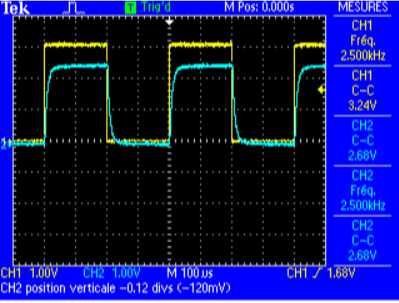 Tek
T Trig'd
M Pos: 0.000s
MESURES
CH1
Fréq.
2.500kHz
CH1
C-C
3.24V
CH2
C-C
2.68V
CH2
Fréq.
2.500kHz
CH2
C-C
2.68V
1
2
CH1 1.00V
CH2 1.00V
M 100µs
CH1 / 1.68V
CH2 position verticale -0.12 divs (-120mV)